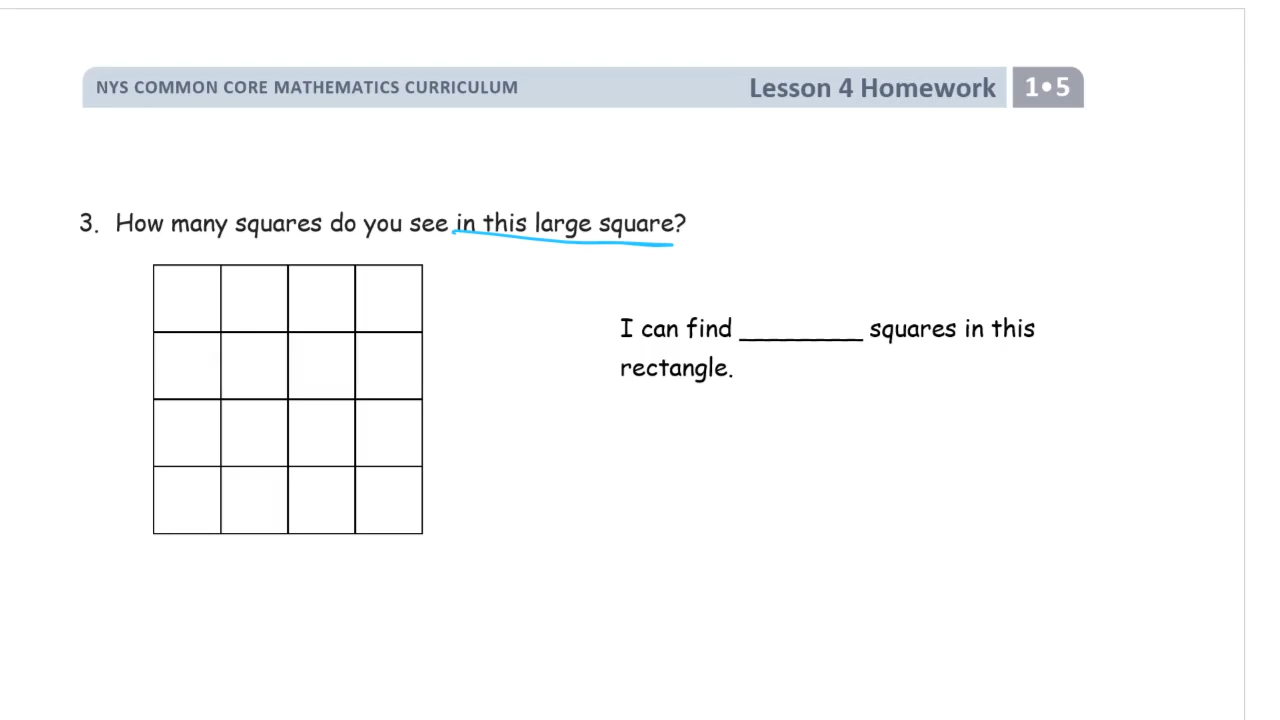 NYS COMMON CORE MATHEMATICS CURRICULUM
Lesson 4 Homework
1•5
3. How many squares do you see in this large square?
I can find ________ squares in this
rectangle.